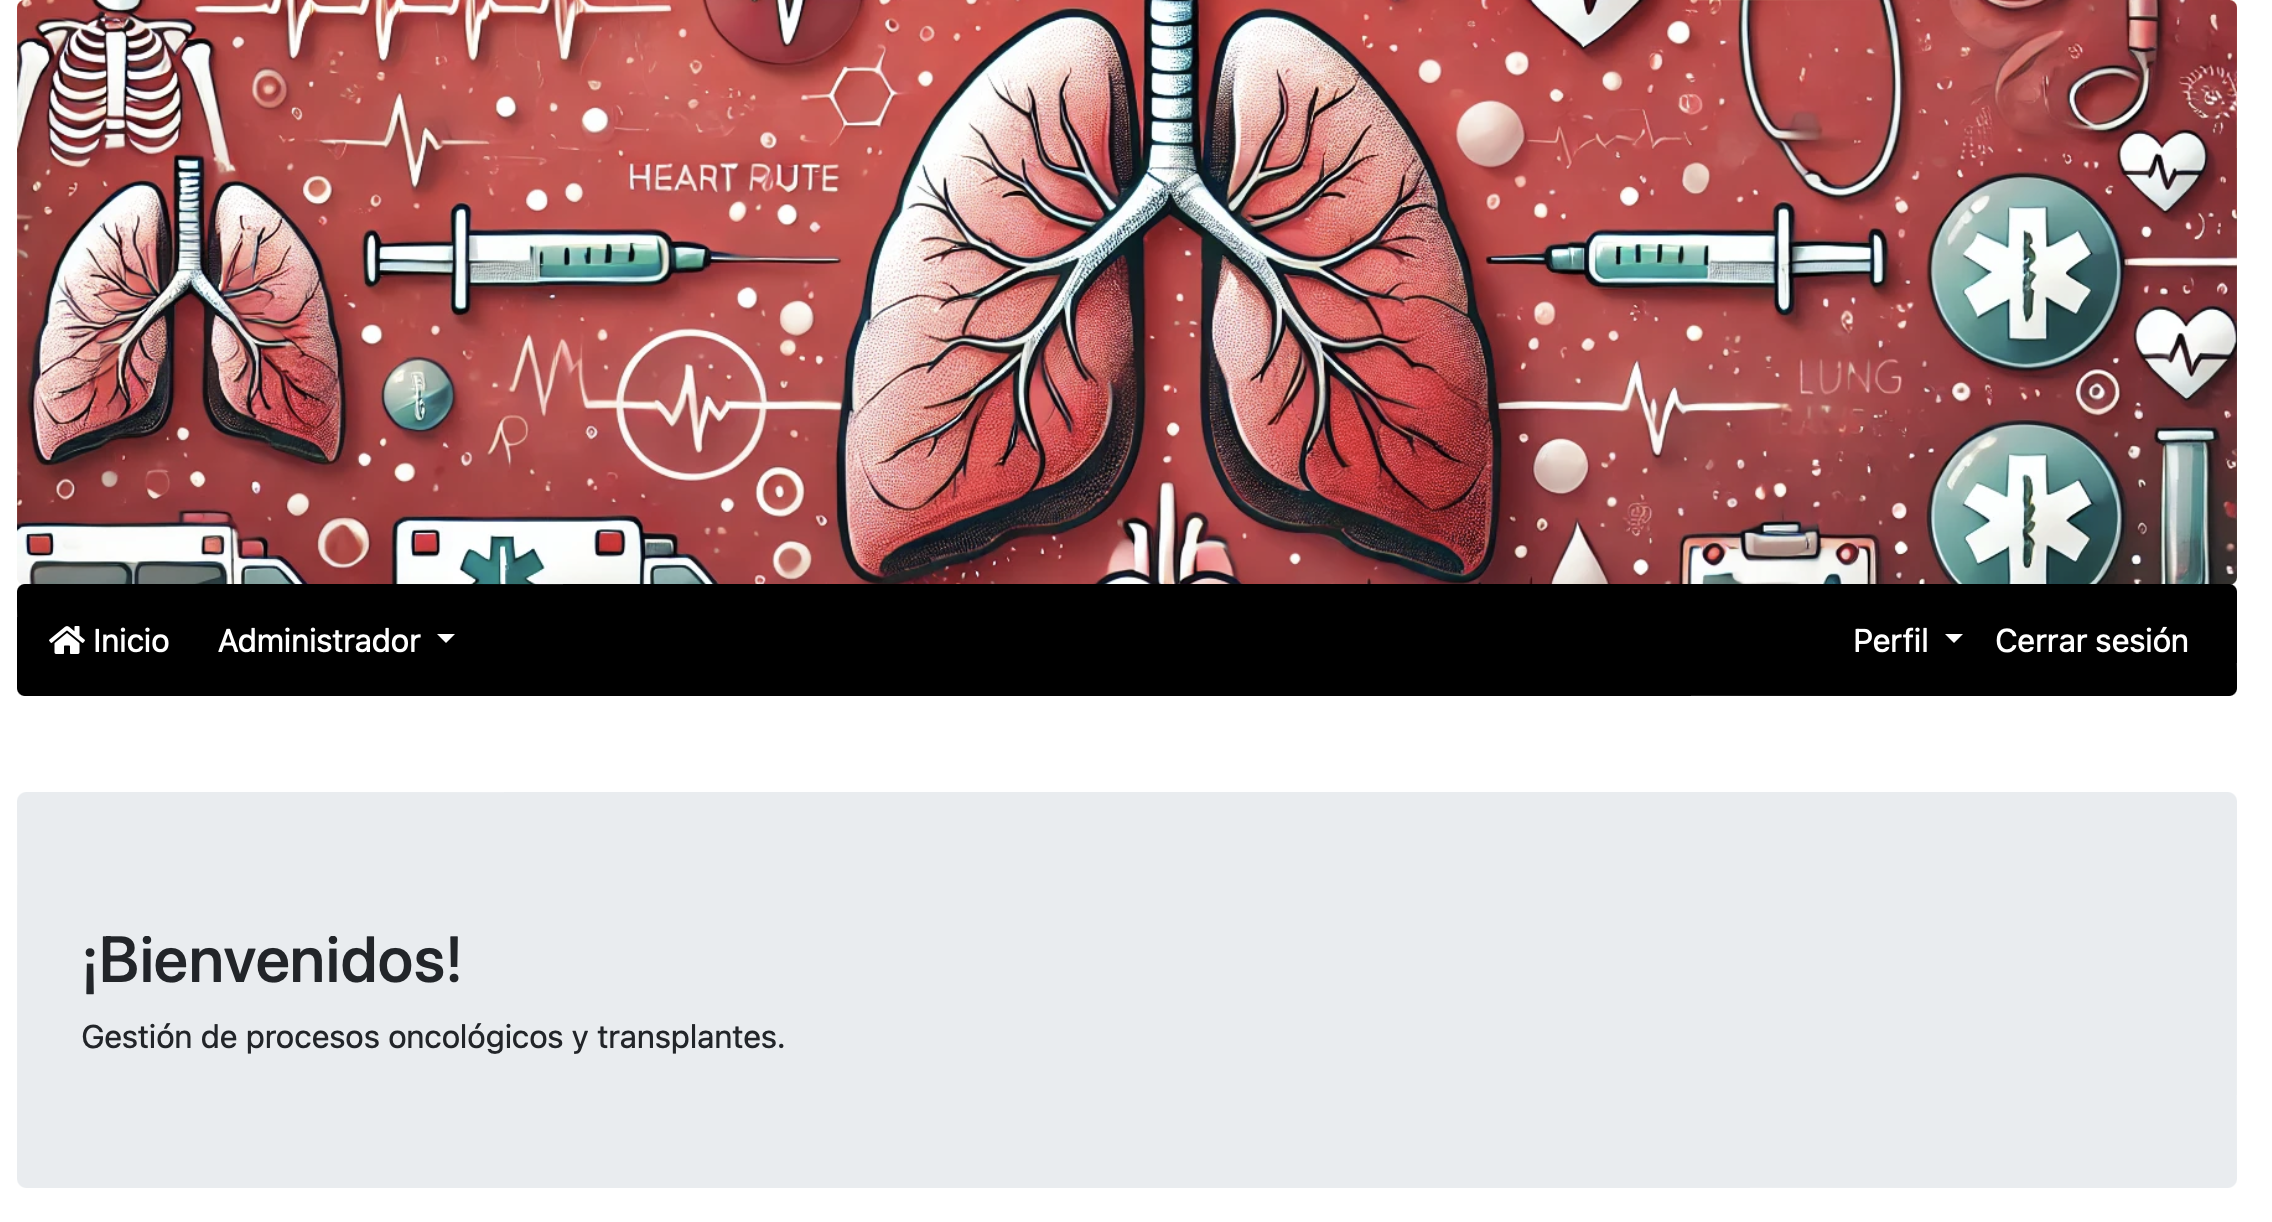 HEART RUTE
LUNG
Inicio Administrador Perfil Cerrar sesión
¡Bienvenidos!
Gestión de procesos oncológicos y transplantes.